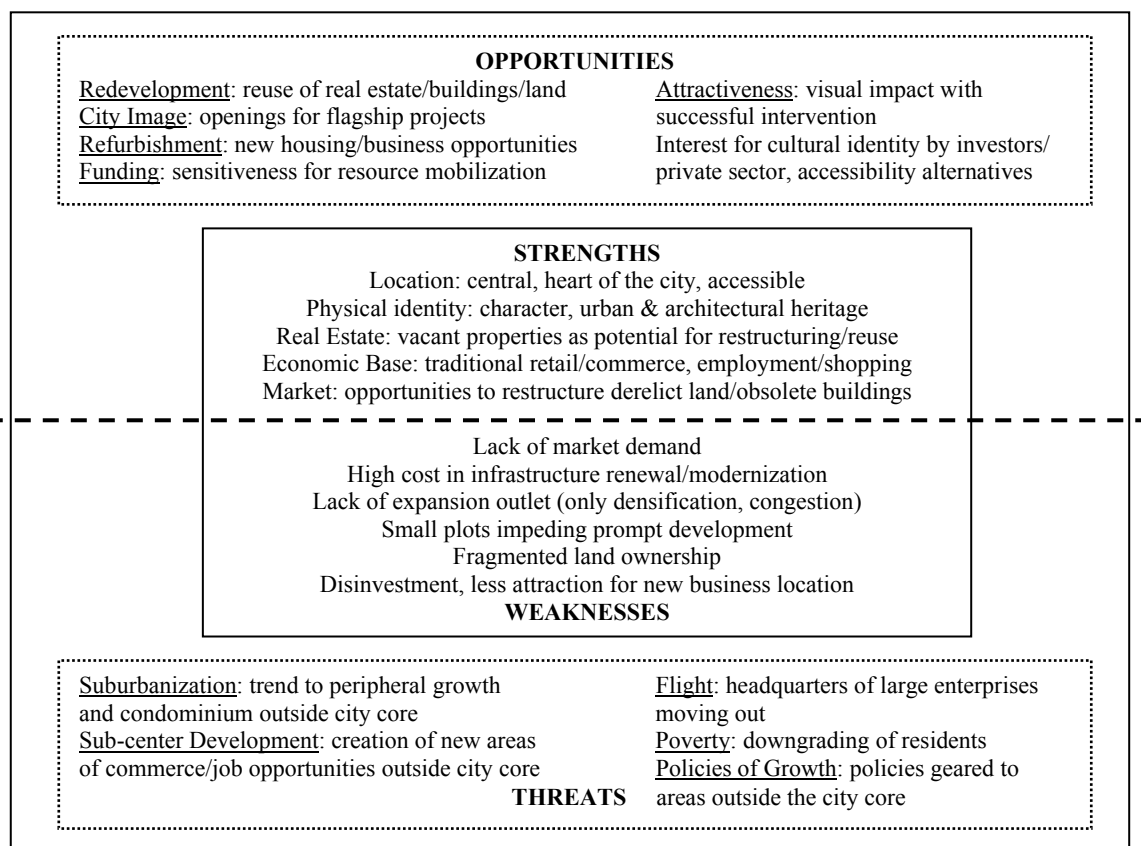 OPPORTUNITIES
Redevelopment: reuse of real estate/buildings/land
City Image: openings for flagship projects
Refurbishment: new housing/business opportunities
Funding: sensitiveness for resource mobilization
Attractiveness: visual impact with
successful intervention
Interest for cultural identity by investors/
private sector, accessibility alternatives
STRENGTHS
Location: central, heart of the city, accessible
Physical identity: character, urban & architectural heritage
Real Estate: vacant properties as potential for restructuring/reuse
Economic Base: traditional retail/commerce, employment/shopping
Market: opportunities to restructure derelict land/obsolete buildings
Lack of market demand
High cost in infrastructure renewal/modernization
Lack of expansion outlet (only densification, congestion)
Small plots impeding prompt development
Fragmented land ownership
Disinvestment, less attraction for new business location
WEAKNESSES
Suburbanization: trend to peripheral growth
and condominium outside city core
Sub-center Development: creation of new areas
of commerce/job opportunities outside city core
Flight: headquarters of large enterprises
moving out
Poverty: downgrading of residents
Policies of Growth: policies geared to
areas outside the city core
THREATS